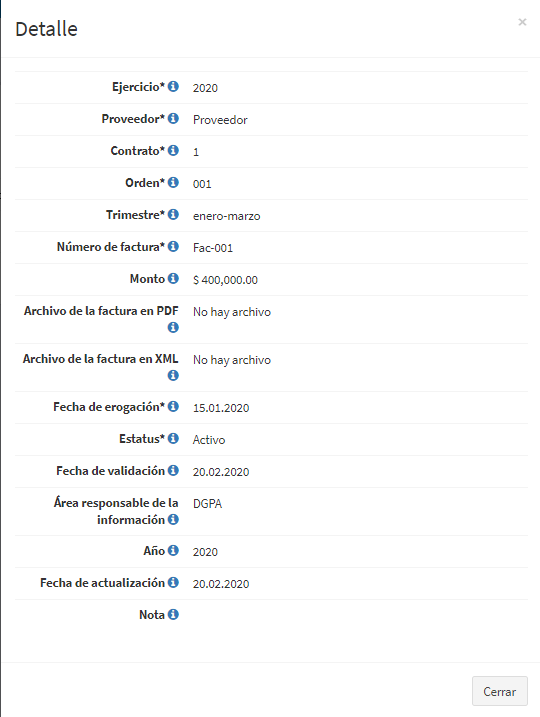 Detalle
×
Ejercicio* 2020
Proveedor* Proveedor
Contrato* 1
Orden* 001
Trimestre* enero-marzo
Número de factura* Fac-001
Monto $ 400,000.00
Archivo de la factura en PDF No hay archivo
Archivo de la factura en XML No hay archivo
Fecha de erogación* 15.01.2020
Estatus* Activo
Fecha de validación 20.02.2020
Área responsable de la DGPA
información
Año 2020
Fecha de actualización 20.02.2020
Nota
Cerrar